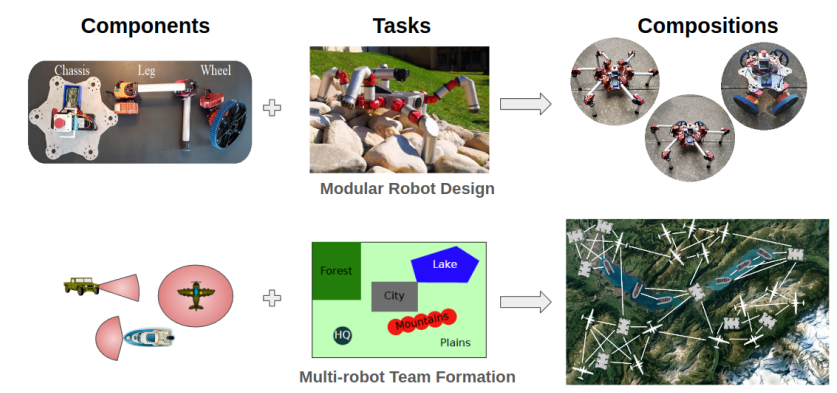 Components
Tasks
Compositions
Chassis
Leg
Wheel
Modular Robot Design
Forest
Lake
City
Mountains
HQ
Plains
Multi-robot Team Formation